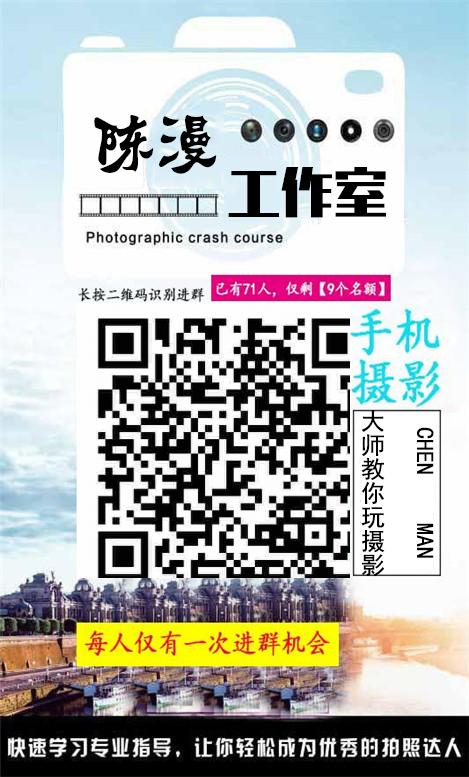 陈漫
工作室
Photographic crash course
长按二维码识别进群
已有71人，仅剩【9个名额】
手机
摄影
大师教你玩摄影
CHEN MAN
每人仅有一次进群机会
快速学习专业指导，让你轻松成为优秀的拍照达人